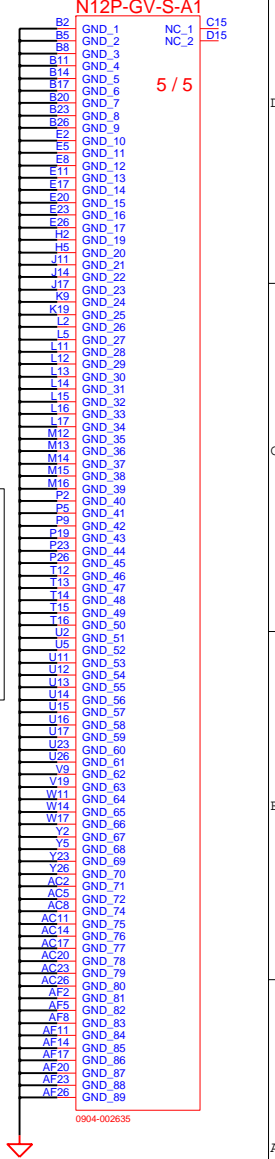 N12P-GV-S-A1
B2 GND_1 NC_1 C15
B5 GND_2 NC_2 D15
B8 GND_3
B11 GND_4
B14 GND_5
5 / 5
B17 GND_6
B20 GND_7
B23 GND_8
B26 GND_9
E2 GND_10
E5 GND_11
E8 GND_12
E11 GND_13
E17 GND_14
E20 GND_15
E23 GND_16
E26 GND_17
H2 GND_19
H5 GND_20
J11 GND_21
J14 GND_22
J17 GND_23
K9 GND_24
K19 GND_25
L2 GND_26
L5 GND_27
L11 GND_28
L12 GND_29
L13 GND_30
L14 GND_31
L15 GND_32
L16 GND_33
L17 GND_34
M12 GND_35
M13 GND_36
M14 GND_37
M15 GND_38
M16 GND_39
P2 GND_40
P5 GND_41
P9 GND_42
P19 GND_43
P23 GND_44
P26 GND_45
T12 GND_46
T13 GND_47
T14 GND_48
T15 GND_49
T16 GND_50
U2 GND_51
U5 GND_52
U11 GND_53
U12 GND_54
U13 GND_55
U14 GND_56
U15 GND_57
U16 GND_58
U17 GND_59
U23 GND_60
U26 GND_61
V9 GND_62
V19 GND_63
W11 GND_64
W14 GND_65
W17 GND_66
Y2 GND_67
Y5 GND_68
Y23 GND_69
Y26 GND_70
AC2 GND_71
AC5 GND_72
AC8 GND_74
AC11 GND_75
AC14 GND_76
AC17 GND_77
AC20 GND_78
AC23 GND_79
AC26 GND_80
AF2 GND_81
AF5 GND_82
AF8 GND_83
AF11 GND_84
AF14 GND_85
AF17 GND_86
AF20 GND_87
AF23 GND_88
AF26 GND_89
0904-002635